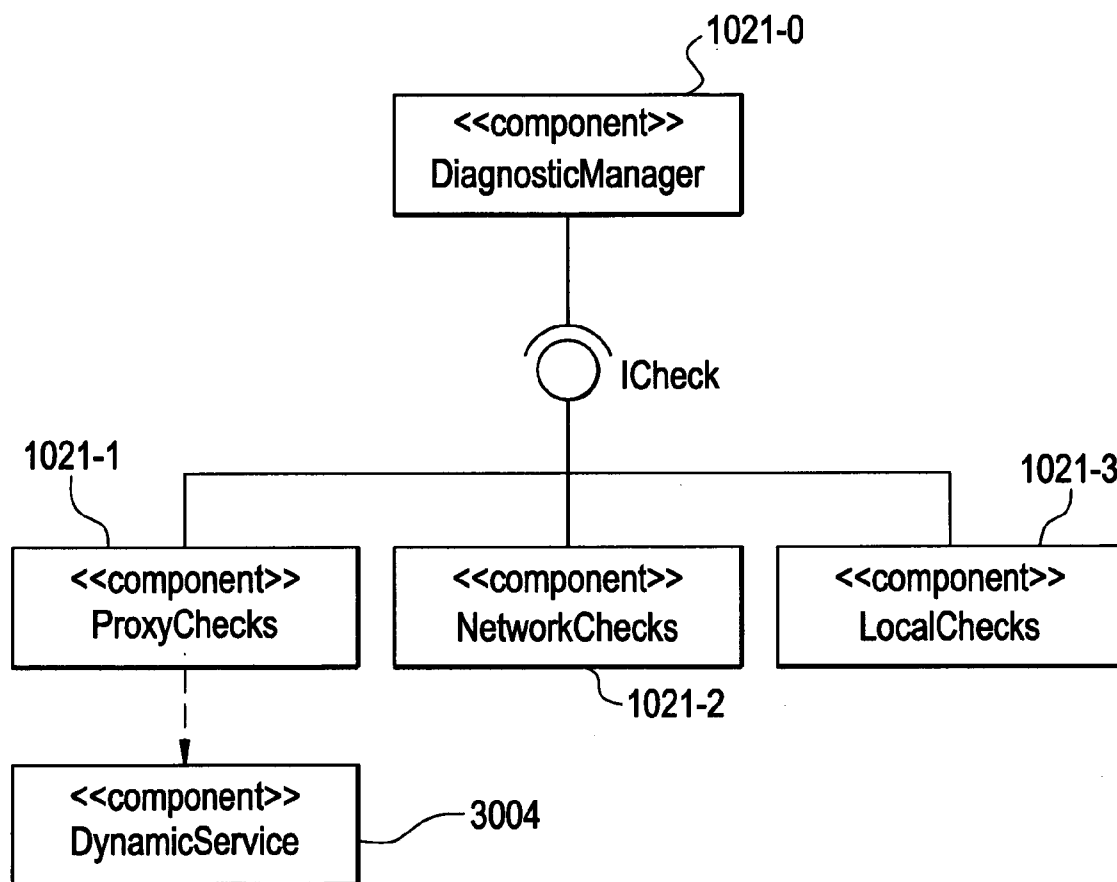 1021-0
<<component>>
DiagnosticManager
ICheck
1021-1
1021-3
<<component>>
ProxyChecks
<<component>>
NetworkChecks
<<component>>
LocalChecks
1021-2
<<component>>
DynamicService
3004